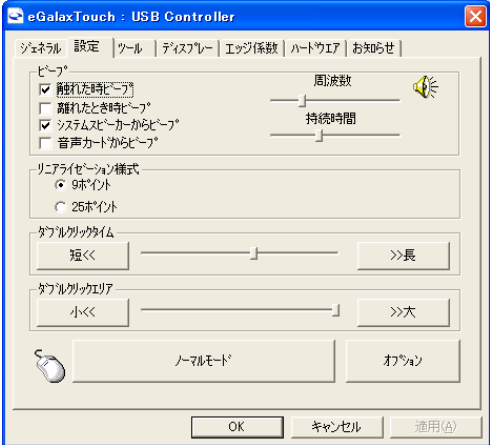 eGalaxTouch : USB Controller
ｼﾞｪﾈﾗﾙ 設定 ﾂｰﾙ ﾃﾞｨｽﾌﾟﾚｰ ｴｯｼﾞ係数 ﾊｰﾄﾞｳｴｱ お知らせ
ﾋﾞｰﾌﾟ
触れた時ﾋﾞｰﾌﾟ
離れたとき時ﾋﾞｰﾌﾟ
ｼｽﾃﾑｽﾋﾟｰｶｰからﾋﾞｰﾌﾟ
音声ｶｰﾄﾞからﾋﾞｰﾌﾟ
周波数
持続時間
ﾘﾆｱﾗｲｾﾞｰｼｮﾝ様式
9ﾎﾟｲﾝﾄ
25ﾎﾟｲﾝﾄ
ﾀﾞﾌﾞﾙｸﾘｯｸﾀｲﾑ
短<< >>長
ﾀﾞﾌﾞﾙｸﾘｯｸｴﾘｱ
小<< >>大
ﾉｰﾏﾙﾓｰﾄﾞ ｵﾌﾟｼｮﾝ
OK キャンセル 適用(A)